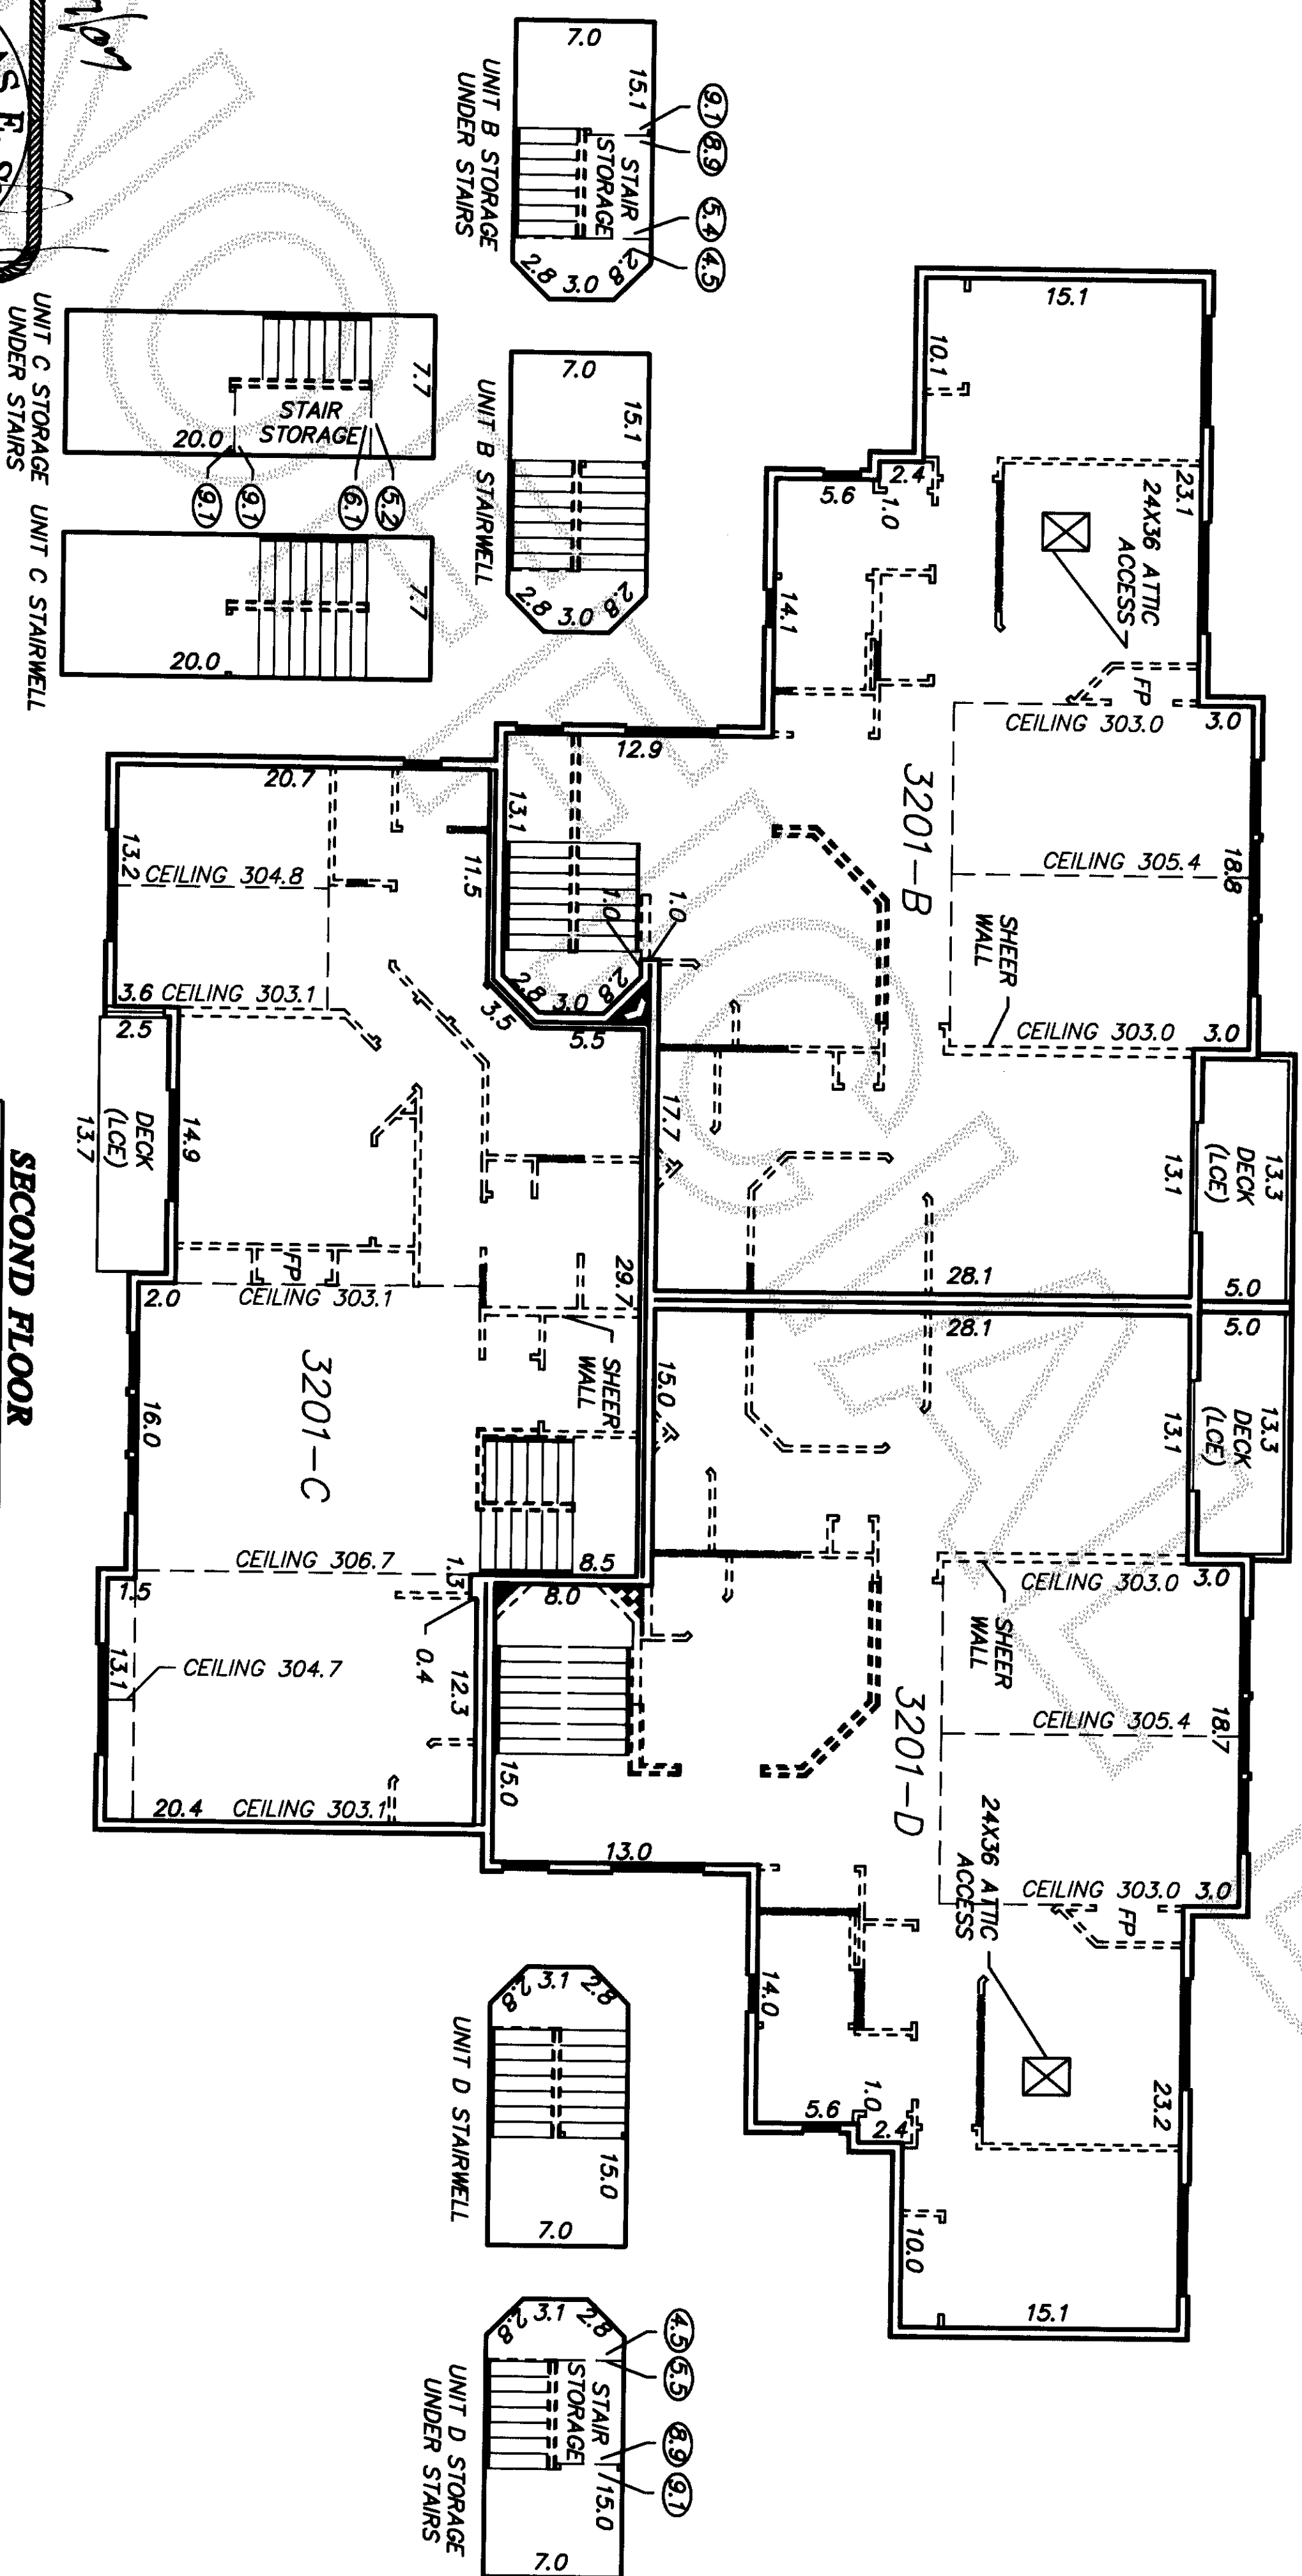 7.0
15.1
STAIR
STORAGE
2.8
3.0
2.8
9.1
8.9
5.4
4.5
UNIT B STORAGE
UNDER STAIRS
7.0
15.1
2.8
3.0
2.8
UNIT B STAIRWELL
7.7
STAIR
STORAGE
20.0
9.1
9.1
6.1
5.2
UNIT C STORAGE
UNDER STAIRS
7.7
20.0
UNIT C STAIRWELL
15.1
10.1
23.1
24X36 ATTIC
ACCESS
2.4
1.0
5.6
14.1
FP
CEILING 303.0
3.0
12.9
3201-B
CEILING 305.4
18.8
SHEER
WALL
CEILING 303.0
3.0
13.1
1.0
1.0
2.8
3.0
2.8
17.7
28.1
13.1
13.3
DECK
(LCE)
5.0
20.7
13.2
CEILING 304.8
11.5
3.6
CEILING 303.1
3.5
5.5
2.5
DECK
(LCE)
13.7
14.9
FP
29.7
2.0
CEILING 303.1
SHEER
WALL
3201-C
16.0
CEILING 306.7
1.3
8.5
1.5
0.4
12.3
13.1
CEILING 304.7
20.4
CEILING 303.1
28.1
15.0
13.1
13.3
DECK
(LCE)
5.0
CEILING 303.0
3.0
SHEER
WALL
3201-D
CEILING 305.4
18.7
8.0
15.0
13.0
24X36 ATTIC
ACCESS
CEILING 303.0
3.0
FP
14.0
23.2
1.0
5.6
2.4
10.0
15.1
2.8
3.1
2.8
15.0
7.0
UNIT D STAIRWELL
2.8
3.1
2.8
STAIR
STORAGE
15.0
7.0
4.5
5.5
8.9
9.1
UNIT D STORAGE
UNDER STAIRS
SECOND FLOOR